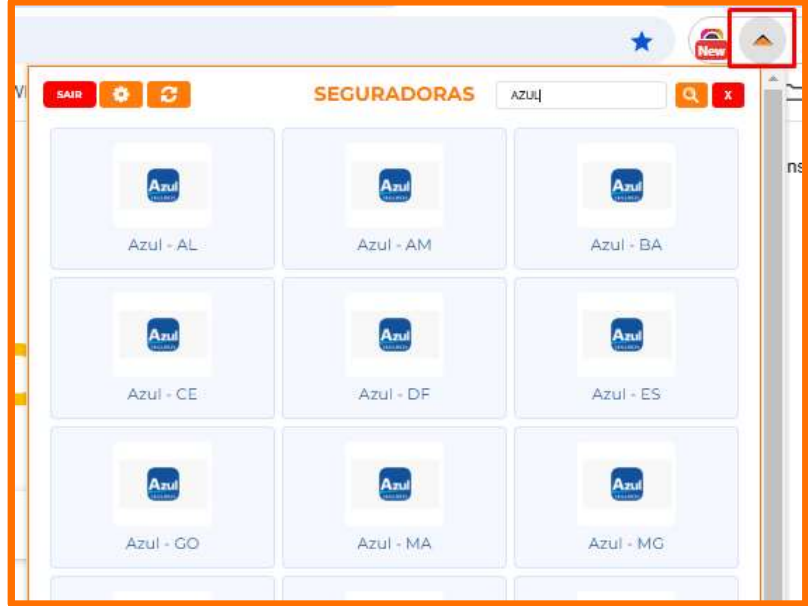 New
SAIR
SEGURADORAS
AZUL
X
ns
Azul
Azul
Azul
Azul - AL
Azul - AM
Azul - BA
Azul
Azul
Azul
Azul - CE
Azul - DF
Azul - ES
Azul
Azul
Azul
Azul - GO
Azul - MA
Azul - MG